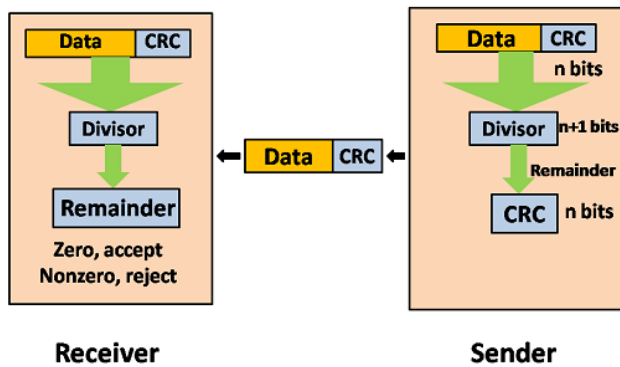 Data CRC
Divisor
Remainder
Zero, accept
Nonzero, reject
Receiver
Data CRC
Data CRC
n bits
Divisor n+1 bits
Remainder
CRC n bits
Sender